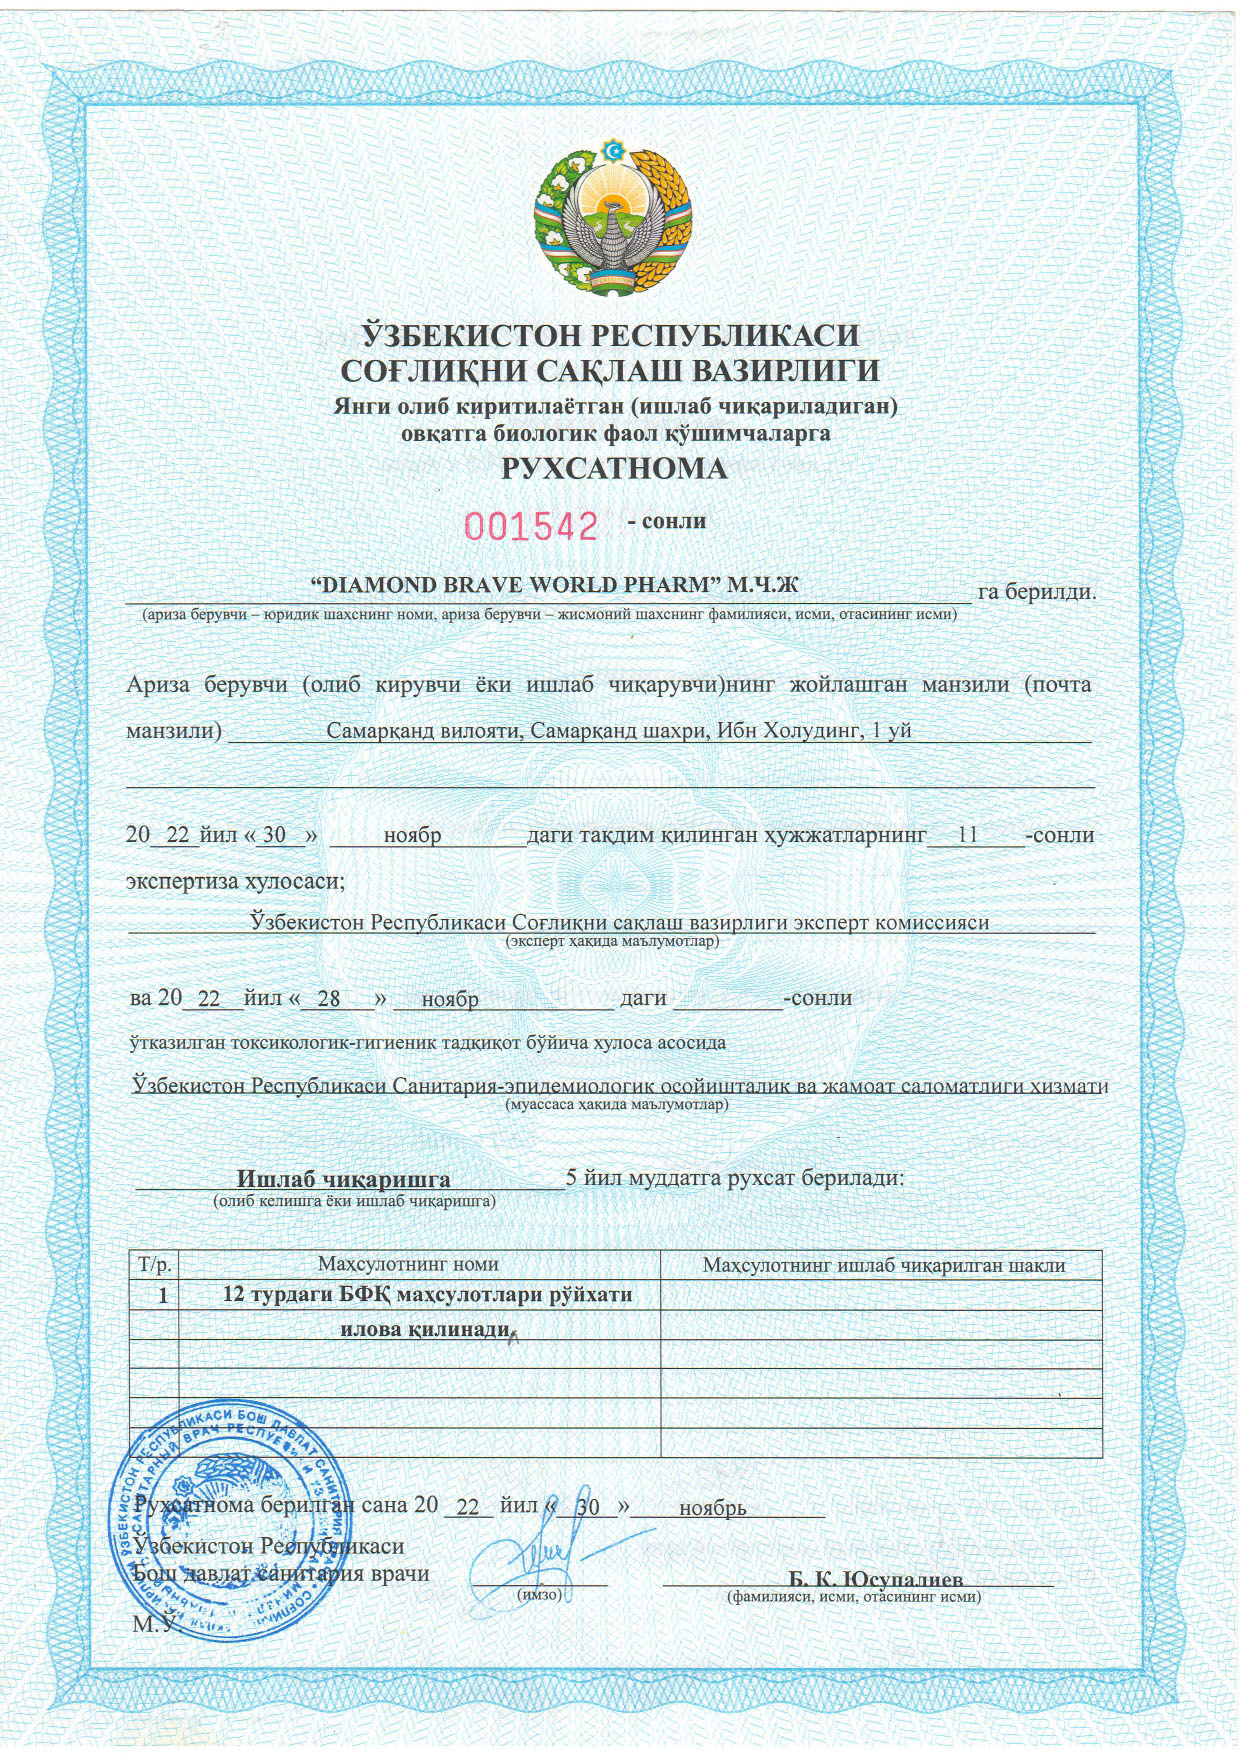 ЎЗБЕКИСТОН РЕСПУБЛИКАСИ
СОҒЛИҚНИ САҚЛАШ ВАЗИРЛИГИ
Янги олиб киритилаётган (ишлаб чиқариладиган)
овқатга биологик фаол қўшимчаларга
РУХСАТНОМА
001542 - сонли
“DIAMOND BRAVE WORLD PHARM” М.Ч.Ж га берилди.
(ариза берувчи – юридик шахснинг номи, ариза берувчи – жисмоний шахснинг фамилияси, исми, отасининг исми)
Ариза берувчи (олиб кирувчи ёки ишлаб чиқарувчи)нинг жойлашган манзили (почта
манзили) Самарқанд вилояти, Самарқанд шахри, Ибн Холудинг, 1 уй
20 22 йил « 30 » ноябр даги тақдим қилинган ҳужжатларнинг 11 -сонли
экспертиза хулосаси;
Ўзбекистон Республикаси Соғлиқни сақлаш вазирлиги эксперт комиссияси
(эксперт ҳақида маълумотлар)
ва 20 22 йил « 28 » ноябр даги -сонли
ўтказилган токсикологик-гигиеник тадқиқот бўйича хулоса асосида
Ўзбекистон Республикаси Санитария-эпидемиологик осойишталик ва жамоат саломатлиги хизмати
(муассаса ҳақида маълумотлар)
Ишлаб чиқаришга 5 йил муддатга рухсат берилади:
(олиб келишга ёки ишлаб чиқаришга)
Т/р. Маҳсулотнинг номи Маҳсулотнинг ишлаб чиқарилган шакли
1 12 турдаги БФҚ маҳсулотлари рўйхати
илова қилинади
Рухсатнома берилган сана 20 22 йил « 30 » ноябрь
Ўзбекистон Республикаси
Бош давлат санитария врачи
Б. К. Юсупалиев
(имзо) (фамилияси, исми, отасининг исми)
М.Ў.